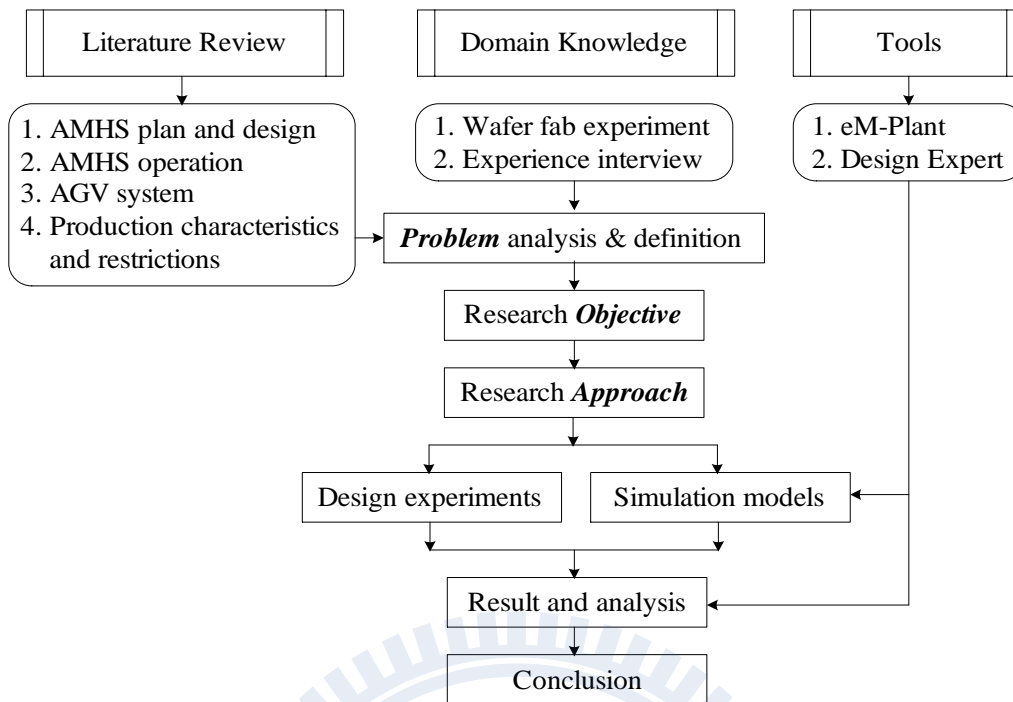 Literature Review
Domain Knowledge
Tools
1. AMHS plan and design
2. AMHS operation
3. AGV system
4. Production characteristics
and restrictions
1. Wafer fab experiment
2. Experience interview
1. eM-Plant
2. Design Expert
Problem analysis & definition
Research Objective
Research Approach
Design experiments
Simulation models
Result and analysis
Conclusion